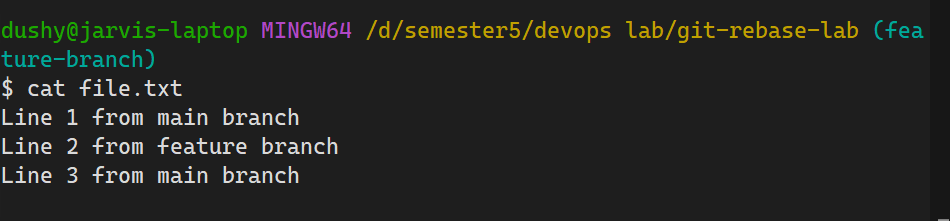 dushy@jarvis-laptop MINGW64 /d/semester5/devops lab/git-rebase-lab (fea
ture-branch)
$ cat file.txt
Line 1 from main branch
Line 2 from feature branch
Line 3 from main branch